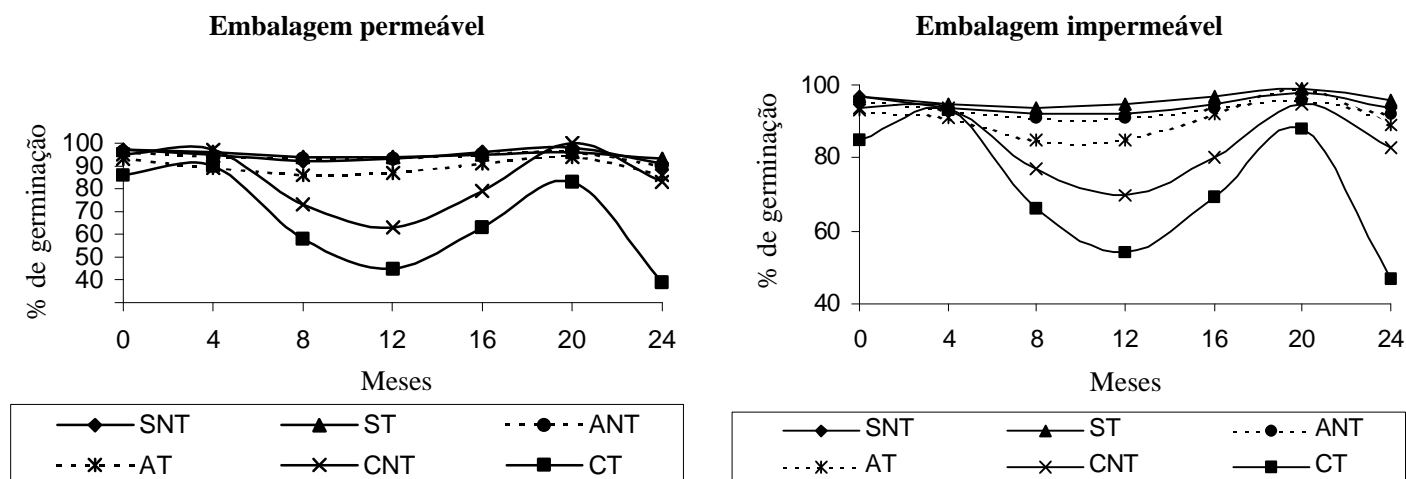 Embalagem permeável
% de germinação
100
90
80
70
60
50
40
0 4 8 12 16 20 24
Meses
SNT ST ANT
AT CNT CT
Embalagem impermeável
% de germinação
100
80
60
40
0 4 8 12 16 20 24
Meses
SNT ST ANT
AT CNT CT